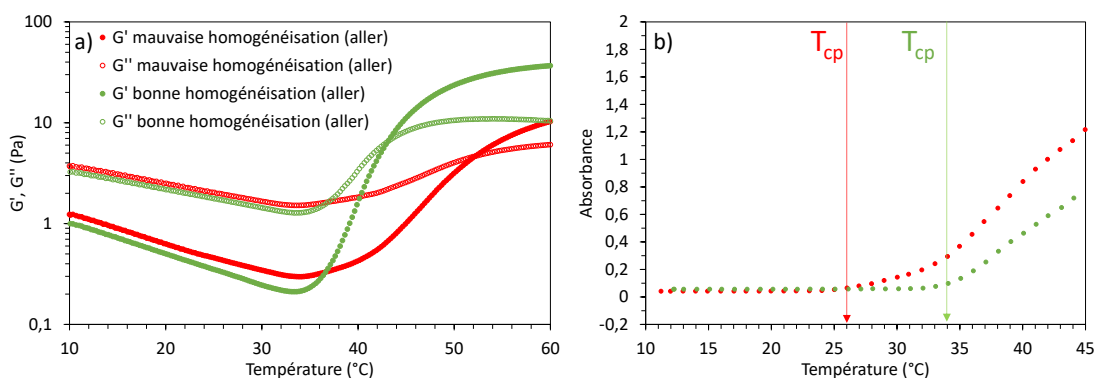 a)
G' mauvaise homogénéisation (aller)
G'' mauvaise homogénéisation (aller)
G' bonne homogénéisation (aller)
G'' bonne homogénéisation (aller)
100
10
1
0,1
G', G'' (Pa)
10 20 30 40 50 60
Température (°C)
b)
Tcp Tcp
2
1,8
1,6
1,4
1,2
1
0,8
0,6
0,4
0,2
0
-0,2
Absorbance
10 15 20 25 30 35 40 45
Température (°C)